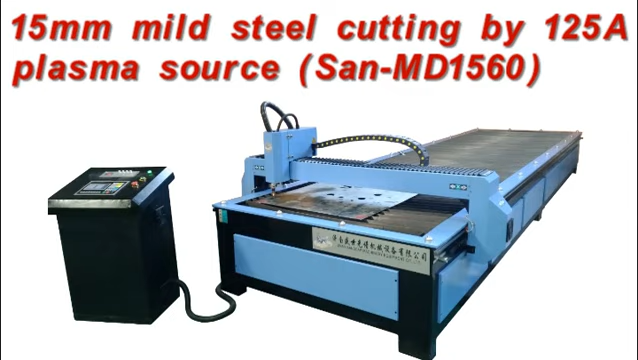 15mm mild steel cutting by 125A
plasma source (San-MD1560)